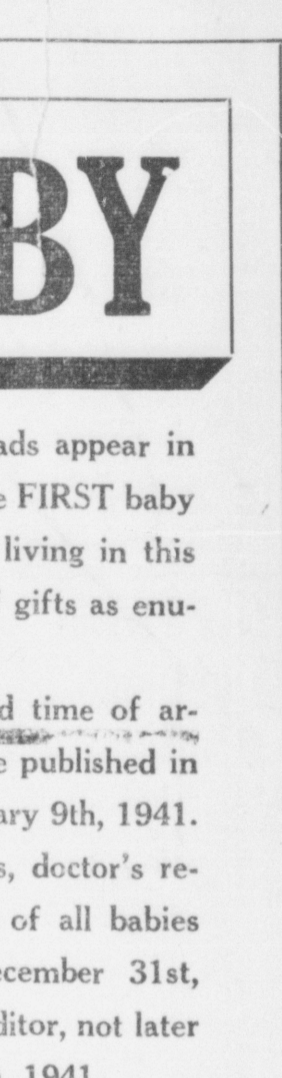 BY
ads appear in
e FIRST baby
living in this
gifts as enu-
d time of ar-
e published in
ary 9th, 1941.
s, doctor's re-
of all babies
ecember 31st,
ditor, not later
1941